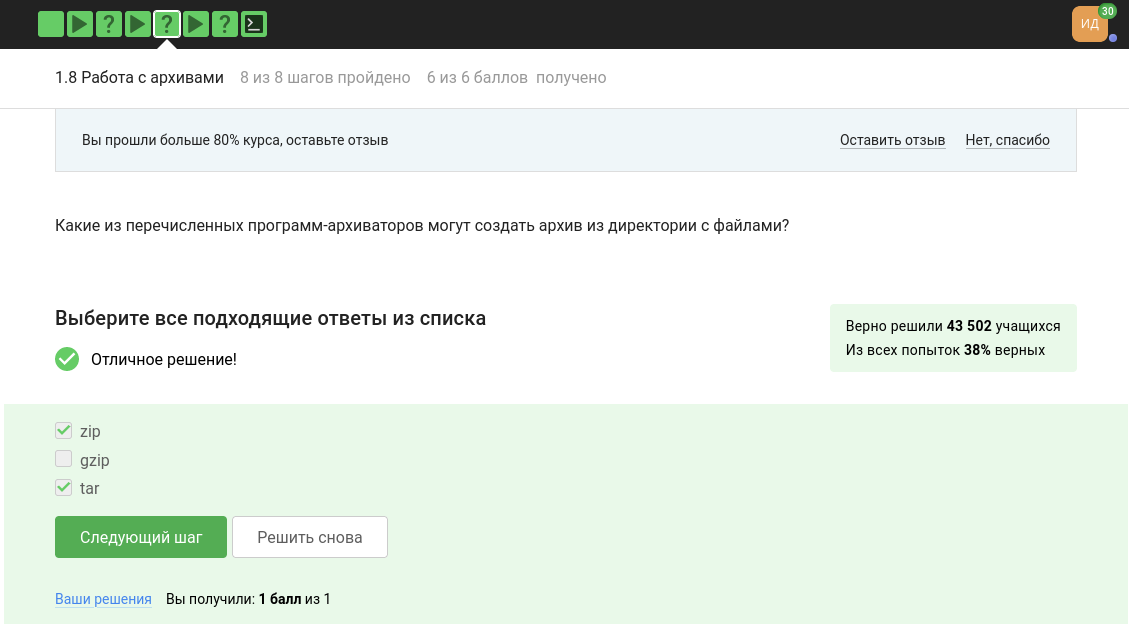 ? ? ?
ИД
30
1.8 Работа с архивами 8 из 8 шагов пройдено 6 из 6 баллов получено
Вы прошли больше 80% курса, оставьте отзыв Оставить отзыв Нет, спасибо
Какие из перечисленных программ-архиваторов могут создать архив из директории с файлами?
Выберите все подходящие ответы из списка
Верно решили 43 502 учащихся
Из всех попыток 38% верных
Отличное решение!
zip
gzip
tar
Следующий шаг Решить снова
Ваши решения Вы получили: 1 балл из 1